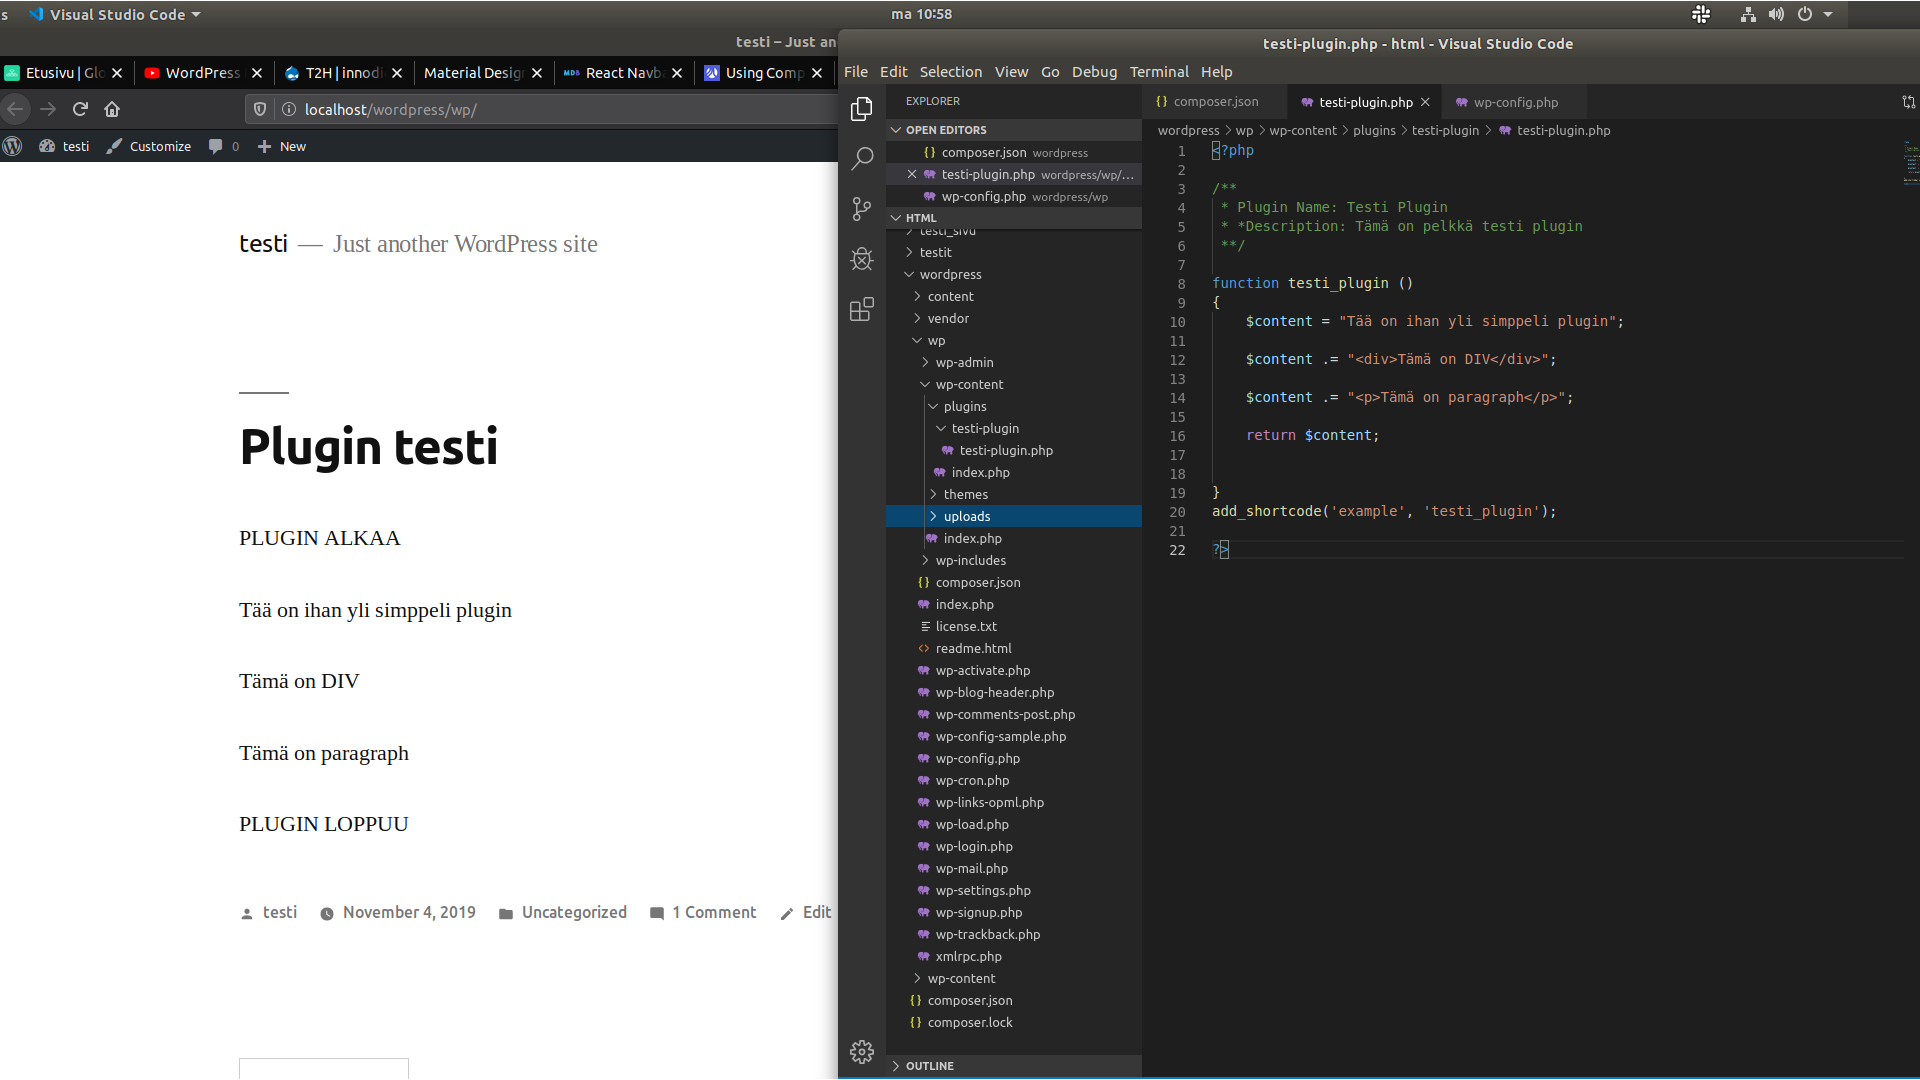 s Visual Studio Code
ma 10:58
testi – Just an
Etusivu | Glo
WordPress
T2H | innodi
Material Design
React Navba
Using Comp
localhost/wordpress/wp/
testi Customize 0 New
testi — Just another WordPress site
Plugin testi
PLUGIN ALKAA
Tää on ihan yli simppeli plugin
Tämä on DIV
Tämä on paragraph
PLUGIN LOPPUU
testi November 4, 2019 Uncategorized 1 Comment Edit
testi-plugin.php - html - Visual Studio Code
File Edit Selection View Go Debug Terminal Help
EXPLORER
OPEN EDITORS
{} composer.json wordpress
testi-plugin.php wordpress/wp/...
wp-config.php wordpress/wp
HTML
testi_sivu
testit
wordpress
content
vendor
wp
wp-admin
wp-content
plugins
testi-plugin
testi-plugin.php
index.php
themes
uploads
index.php
wp-includes
{} composer.json
index.php
license.txt
<> readme.html
wp-activate.php
wp-blog-header.php
wp-comments-post.php
wp-config-sample.php
wp-config.php
wp-cron.php
wp-links-opml.php
wp-load.php
wp-login.php
wp-mail.php
wp-settings.php
wp-signup.php
wp-trackback.php
xmlrpc.php
wp-content
{} composer.json
{} composer.lock
OUTLINE
{} composer.json testi-plugin.php wp-config.php
wordpress > wp > wp-content > plugins > testi-plugin > testi-plugin.php
1 <?php
2
3 /**
4 * Plugin Name: Testi Plugin
5 * *Description: Tämä on pelkkä testi plugin
6 **/
7
8 function testi_plugin ()
9 {
10 $content = "Tää on ihan yli simppeli plugin";
11
12 $content .= "<div>Tämä on DIV</div>";
13
14 $content .= "<p>Tämä on paragraph</p>";
15
16 return $content;
17
18
19 }
20 add_shortcode('example', 'testi_plugin');
21
22 ?>